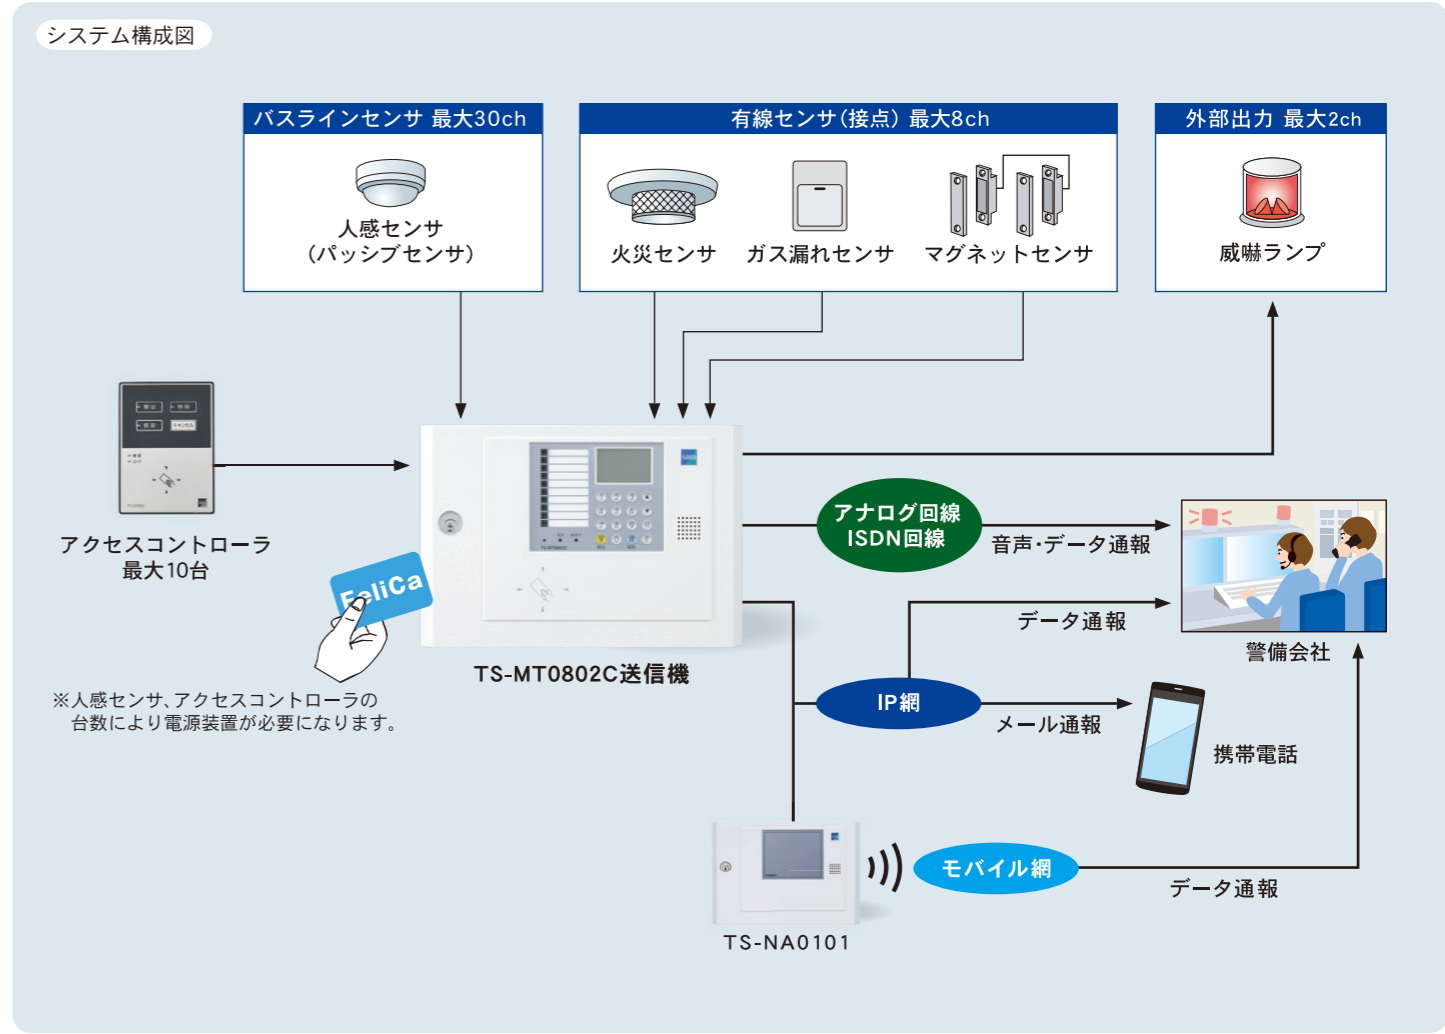 システム構成図
バスラインセンサ 最大30ch
有線センサ(接点) 最大8ch
外部出力 最大2ch
人感センサ
(パッシブセンサ)
火災センサ
ガス漏れセンサ
マグネットセンサ
威嚇ランプ
キャンセル
アクセスコントローラ
最大10台
FeliCa
TS-MT0802C
TS-MT0802C送信機
※人感センサ、アクセスコントローラの
台数により電源装置が必要になります。
アナログ回線
ISDN回線
音声・データ通報
データ通報
警備会社
IP網
メール通報
携帯電話
モバイル網
データ通報
TS-NA0101